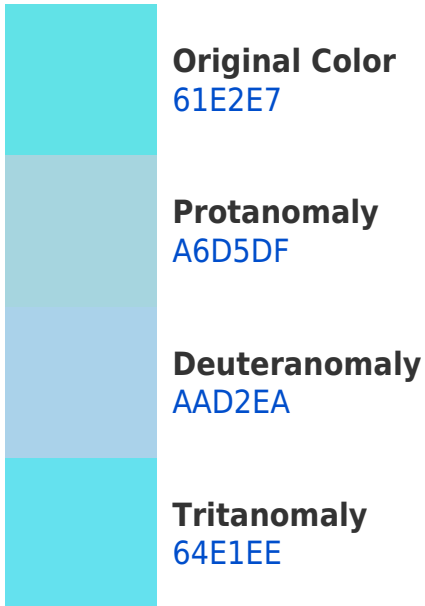 Original Color
61E2E7
Protanomaly
A6D5DF
Deuteranomaly
AAD2EA
Tritanomaly
64E1EE